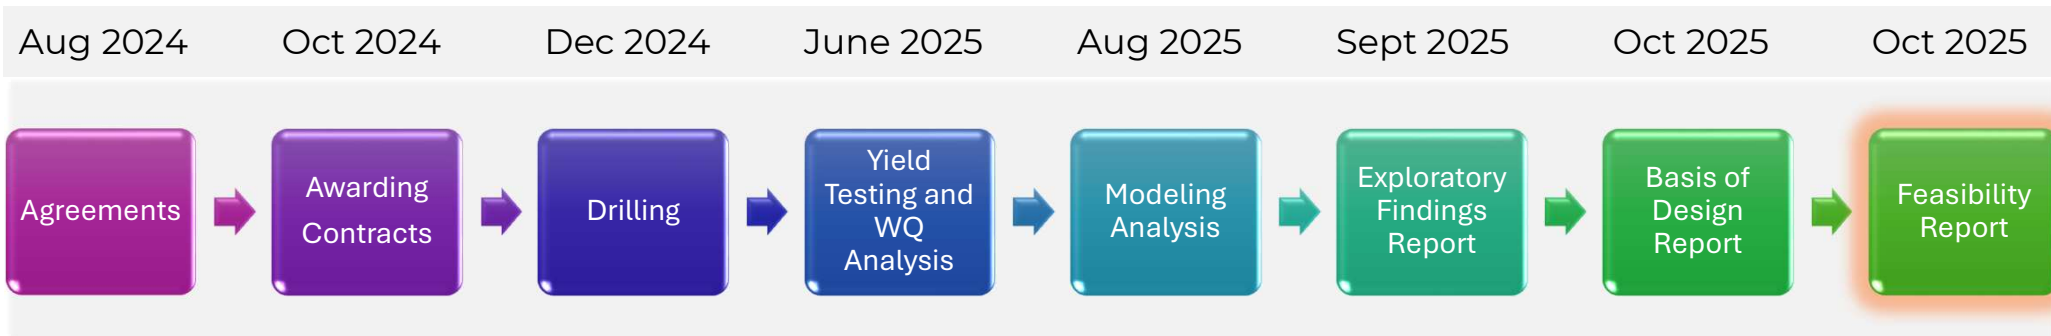 Aug 2024 Oct 2024 Dec 2024 June 2025 Aug 2025 Sept 2025 Oct 2025 Oct 2025
Agreements
Awarding
Contracts
Drilling
Yield
Testing and
WQ
Analysis
Modeling
Analysis
Exploratory
Findings
Report
Basis of
Design
Report
Feasibility
Report